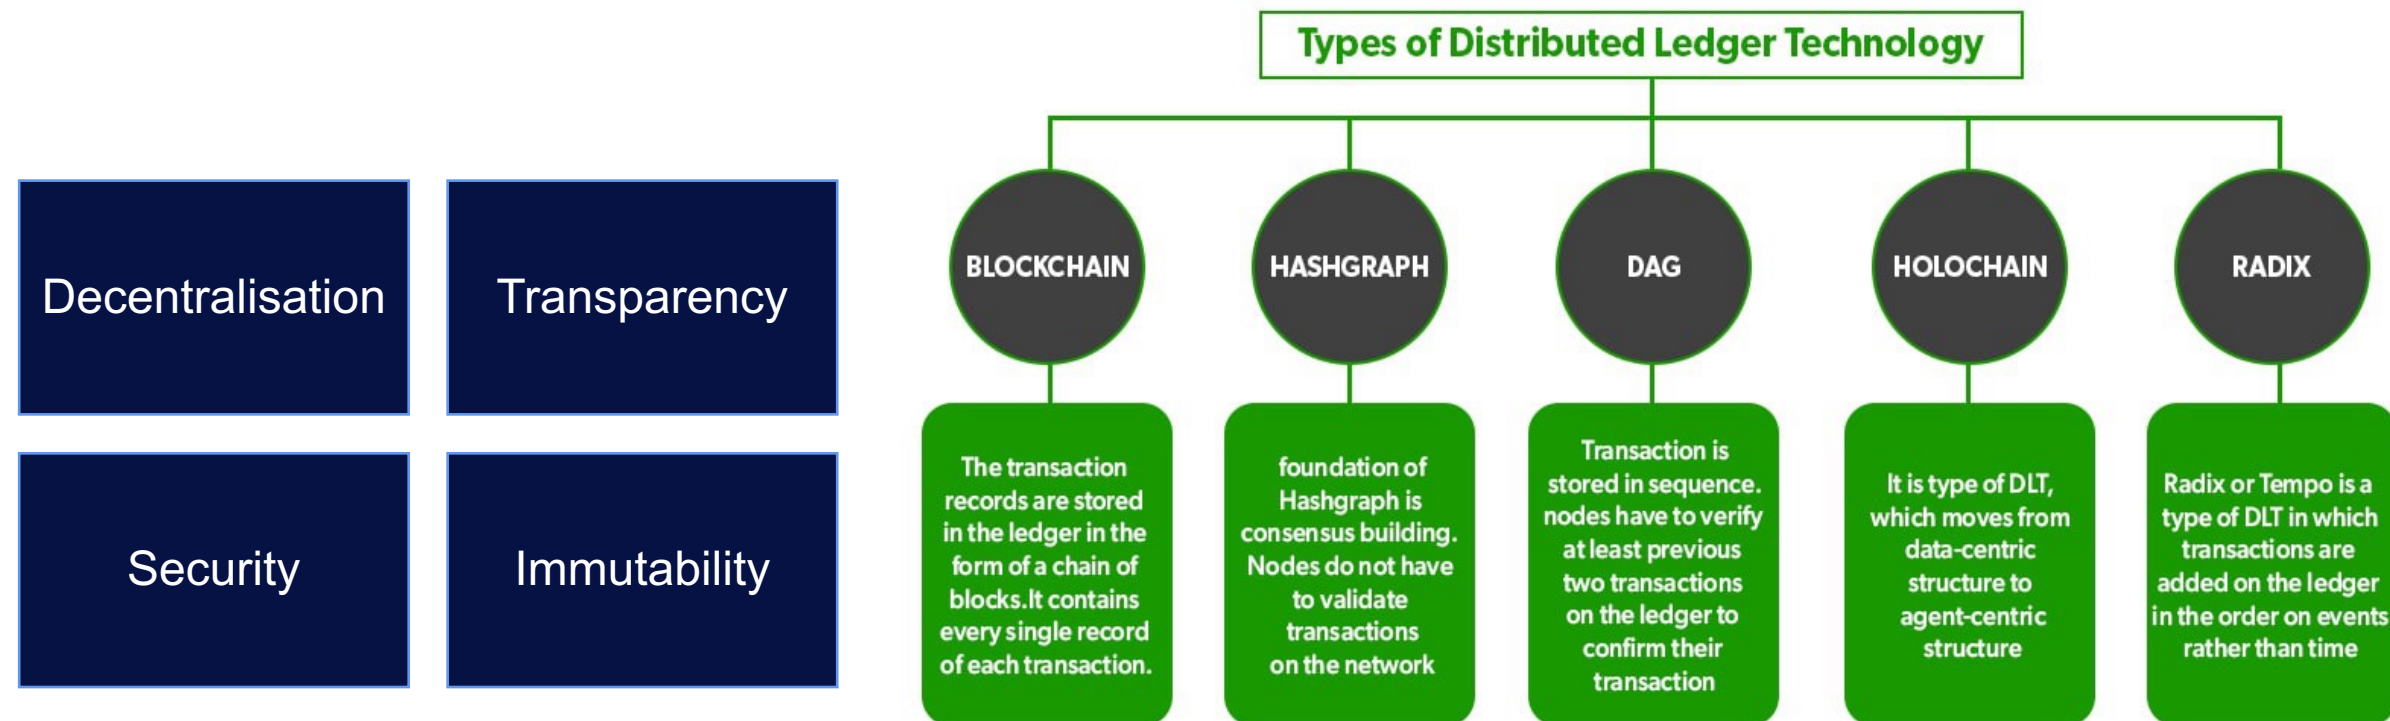 Decentralisation
Transparency
Security
Immutability
Types of Distributed Ledger Technology
BLOCKCHAIN
The transaction
records are stored
in the ledger in the
form of a chain of
blocks.It contains
every single record
of each transaction.
HASHGRAPH
foundation of
Hashgraph is
consensus building.
Nodes do not have
to validate
transactions
on the network
DAG
Transaction is
stored in sequence.
nodes have to verify
at least previous
two transactions
on the ledger to
confirm their
transaction
HOLOCHAIN
It is type of DLT,
which moves from
data-centric
structure to
agent-centric
structure
RADIX
Radix or Tempo is a
type of DLT in which
transactions are
added on the ledger
in the order on events
rather than time